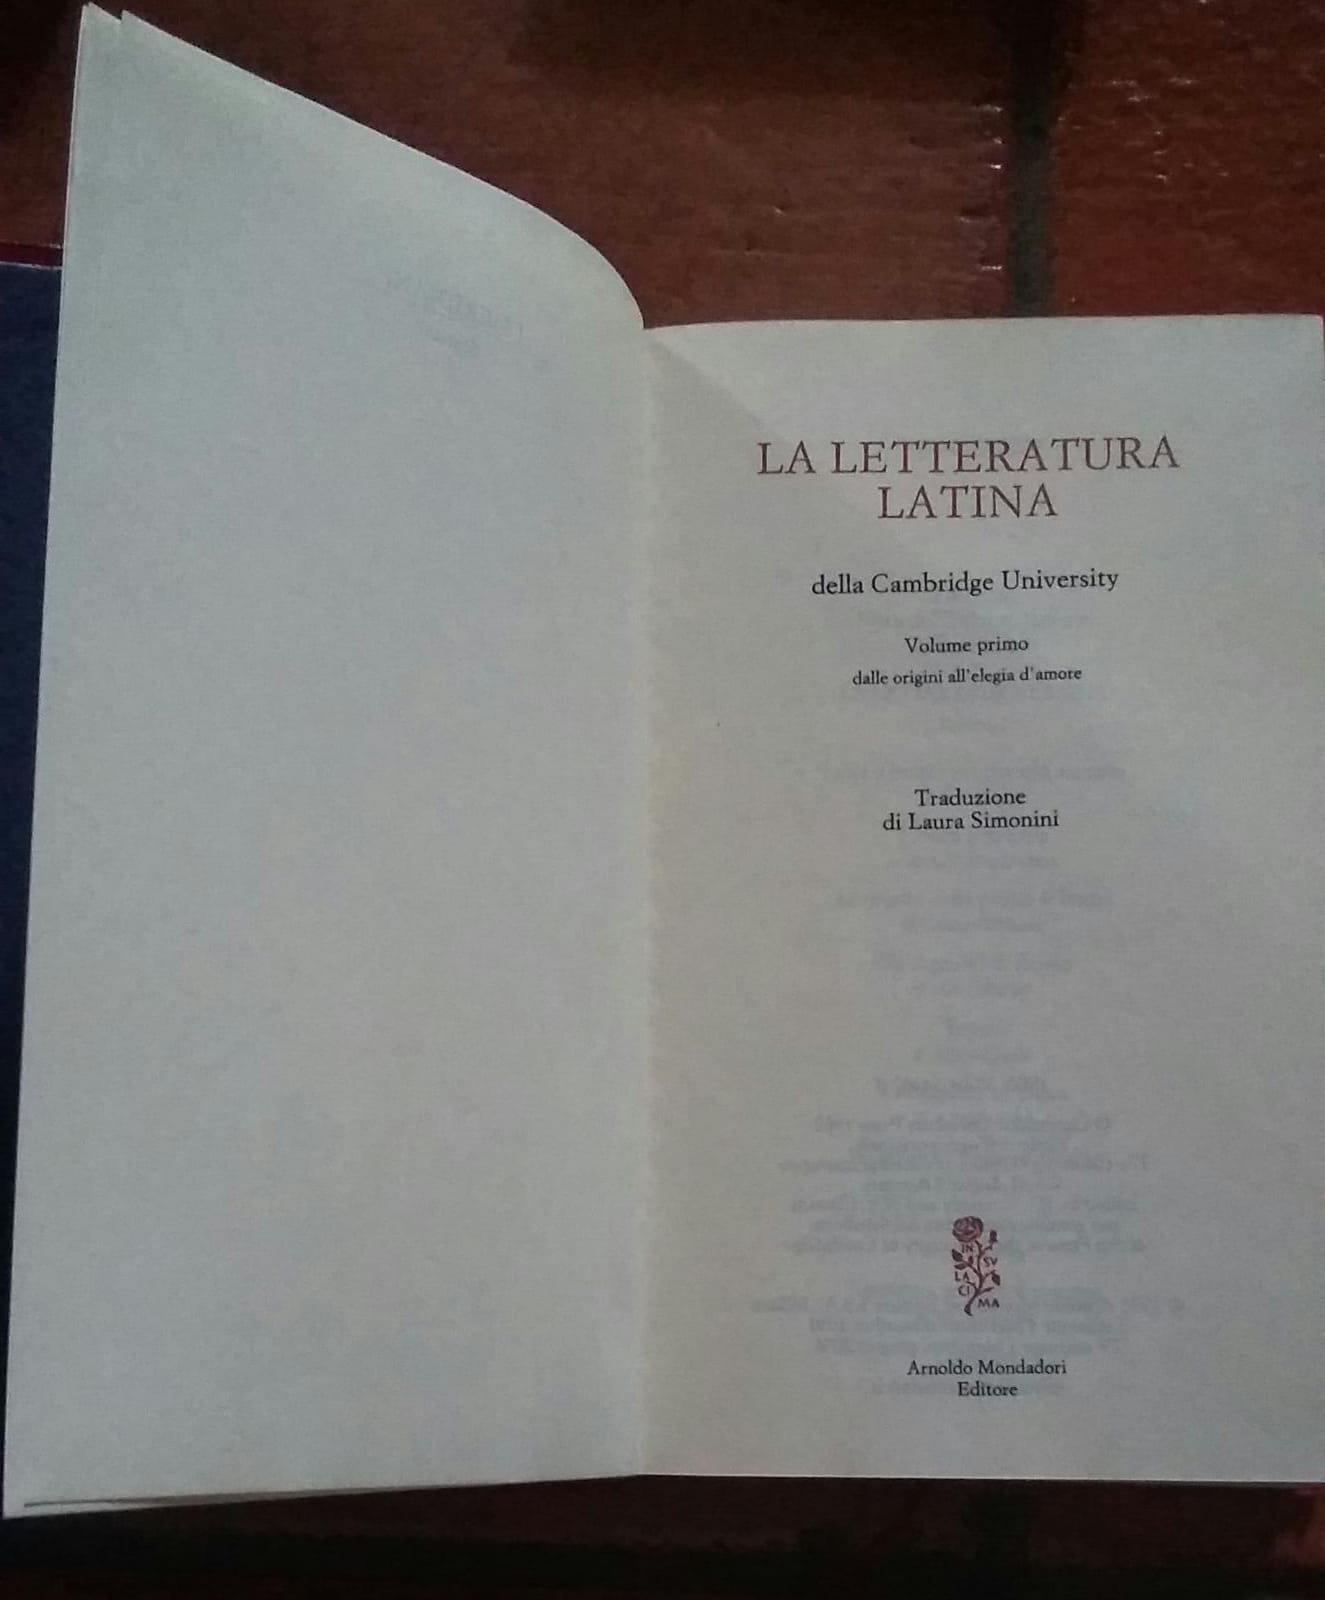 LA LETTERATURA
LATINA
della Cambridge University
Volume primo
dalle origini all'elegia d'amore
Traduzione
di Laura Simonini
IN
SV
LA
CI
MA
Arnoldo Mondadori
Editore